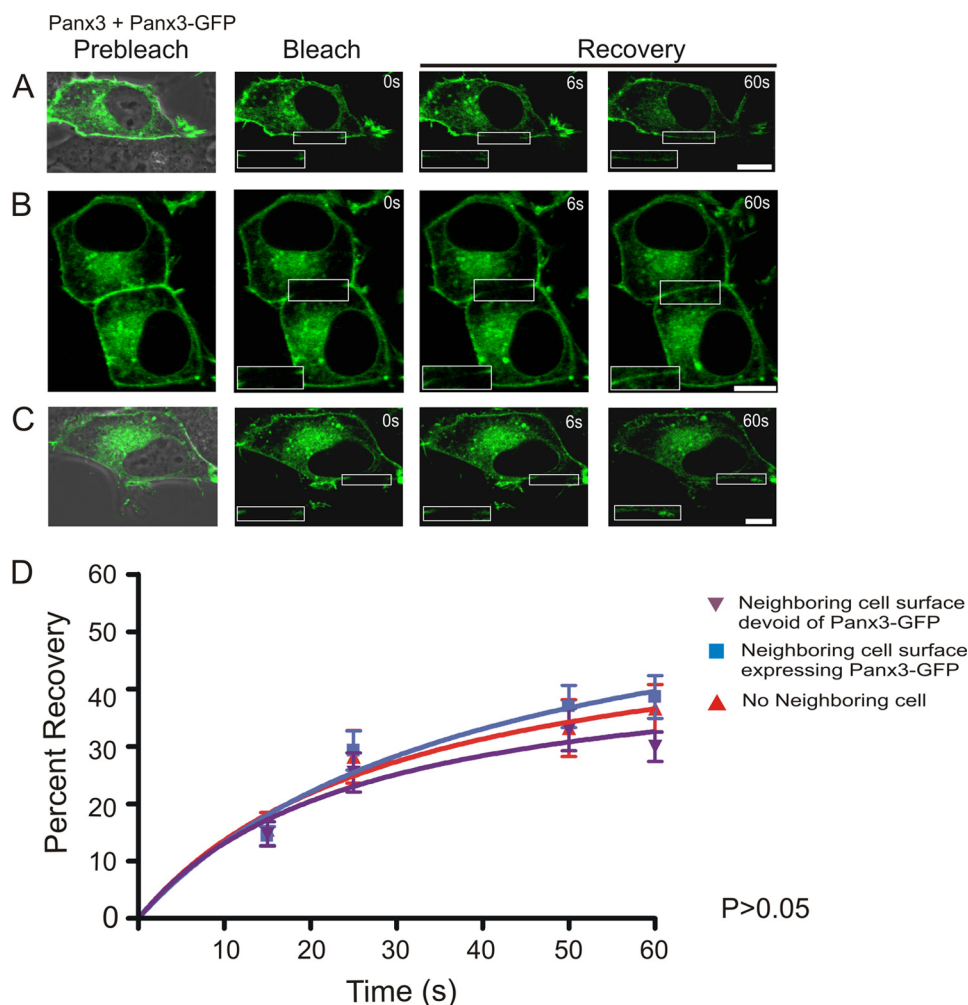 Panx3 + Panx3-GFP
Prebleach Bleach Recovery
A 0s 6s 60s
B 0s 6s 60s
C 0s 6s 60s
D
60
50
40
30
20
10
0
Percent Recovery
10 20 30 40 50 60
Time (s)
Neighboring cell surface
devoid of Panx3-GFP
Neighboring cell surface
expressing Panx3-GFP
No Neighboring cell
P>0.05